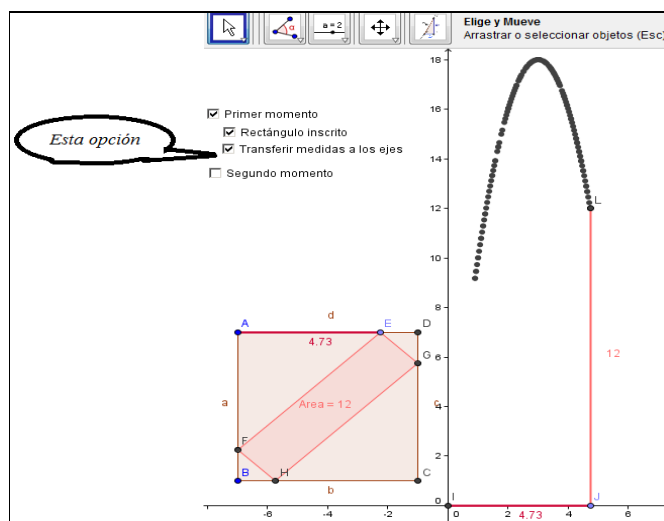 α
a = 2
Elige y Mueve
Arrastrar o seleccionar objetos (Esc)
Primer momento
Rectángulo inscrito
Transferir medidas a los ejes
Segundo momento
Esta opción
18
16
14
12
10
8
6
4
2
0
L
12
A
d
E
D
4.73
G
a
Area = 12
c
F
B
H
C
b
I
J
-6
-4
-2
0
2
4.73
4
6